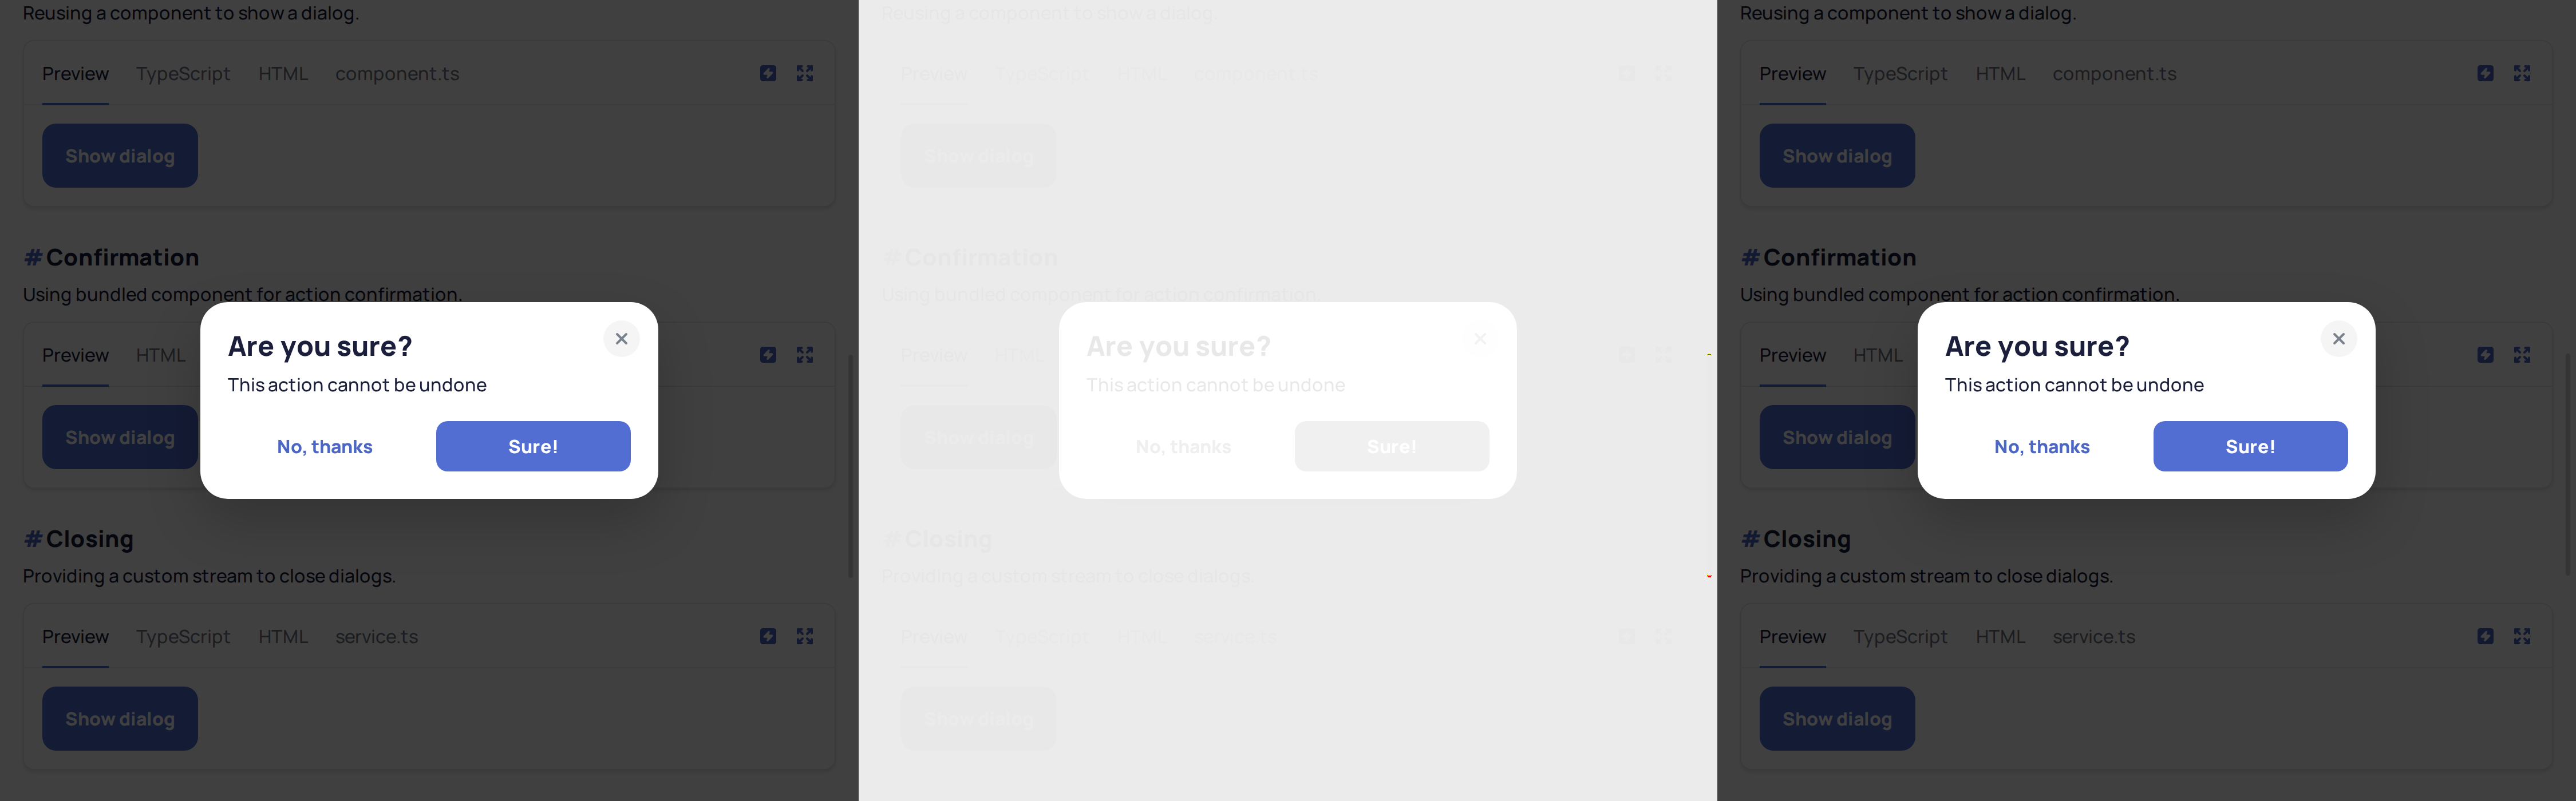 Reusing a component to show a dialog.
Preview TypeScript HTML component.ts
Show dialog
#Confirmation
Using bundled component for action confirmation.
Preview HTML
Show dialog
Are you sure?
This action cannot be undone
No, thanks Sure!
#Closing
Providing a custom stream to close dialogs.
Preview TypeScript HTML service.ts
Show dialog
Reusing a component to show a dialog.
Preview TypeScript HTML component.ts
Show dialog
#Confirmation
Using bundled component for action confirmation.
Preview HTML
Show dialog
Are you sure?
This action cannot be undone
No, thanks Sure!
#Closing
Providing a custom stream to close dialogs.
Preview TypeScript HTML service.ts
Show dialog
Reusing a component to show a dialog.
Preview TypeScript HTML component.ts
Show dialog
#Confirmation
Using bundled component for action confirmation.
Preview HTML
Show dialog
Are you sure?
This action cannot be undone
No, thanks Sure!
#Closing
Providing a custom stream to close dialogs.
Preview TypeScript HTML service.ts
Show dialog